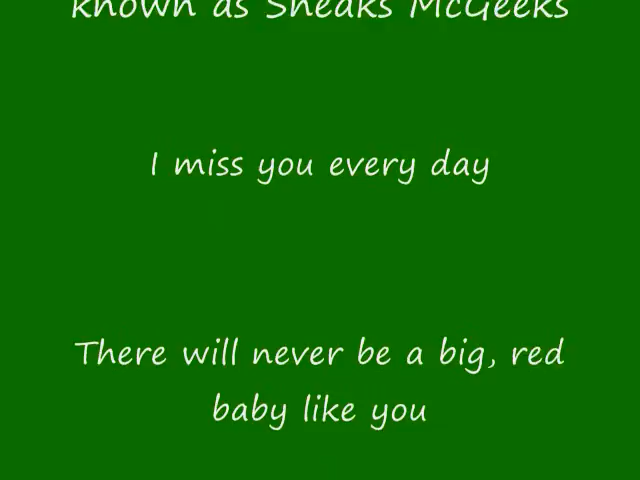 known as Sneaks McGeeks
I miss you every day
There will never be a big, red
baby like you